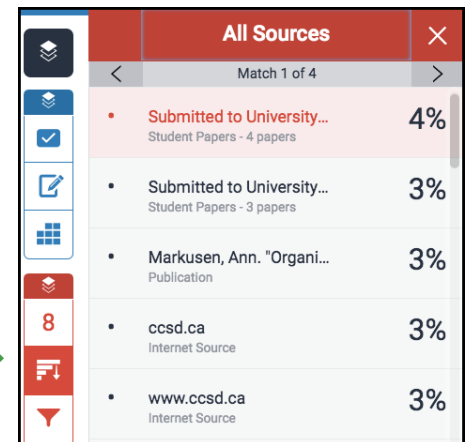 All Sources
Match 1 of 4
Submitted to University...
4%
Student Papers - 4 papers
Submitted to University...
3%
Student Papers - 3 papers
Markusen, Ann. "Organi...
3%
Publication
8
ccsd.ca
3%
Internet Source
www.ccsd.ca
3%
Internet Source